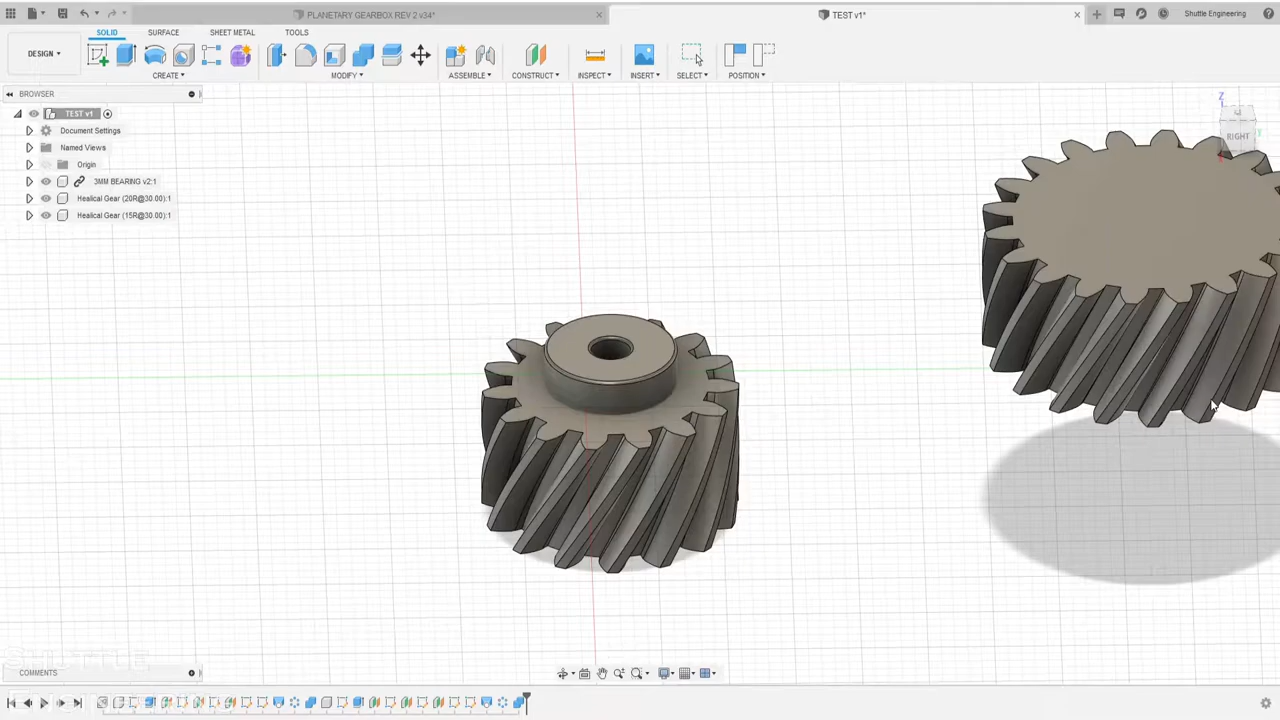 PLANETARY GEARBOX REV 2 v34*
TEST v1*
Shuttle Engineering
SOLID
SURFACE
SHEET METAL
TOOLS
DESIGN
CREATE
MODIFY
ASSEMBLE
CONSTRUCT
INSPECT
INSERT
SELECT
POSITION
BROWSER
TEST v1
Document Settings
Named Views
Origin
3MM BEARING v2:1
Healical Gear (20R@30.00):1
Healical Gear (15R@30.00):1
Z
RIGHT
Y
SHUTTLE
COMMENTS